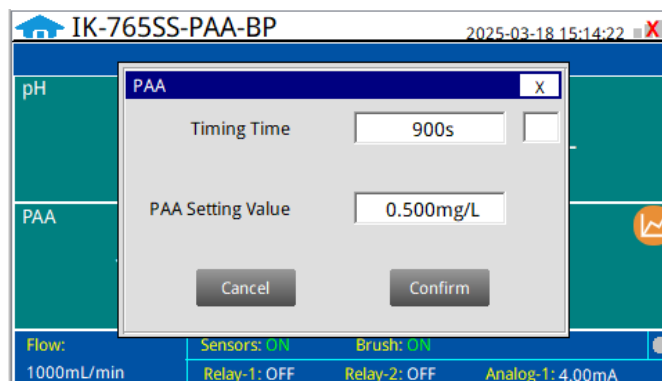 IK-765SS-PAA-BP
2025-03-18 15:14:22
X
pH
PAA X
Timing Time 900s
PAA
PAA Setting Value 0.500mg/L
Cancel Confirm
Flow: Sensors: ON Brush: ON
1000mL/min Relay-1: OFF Relay-2: OFF Analog-1: 4.00mA